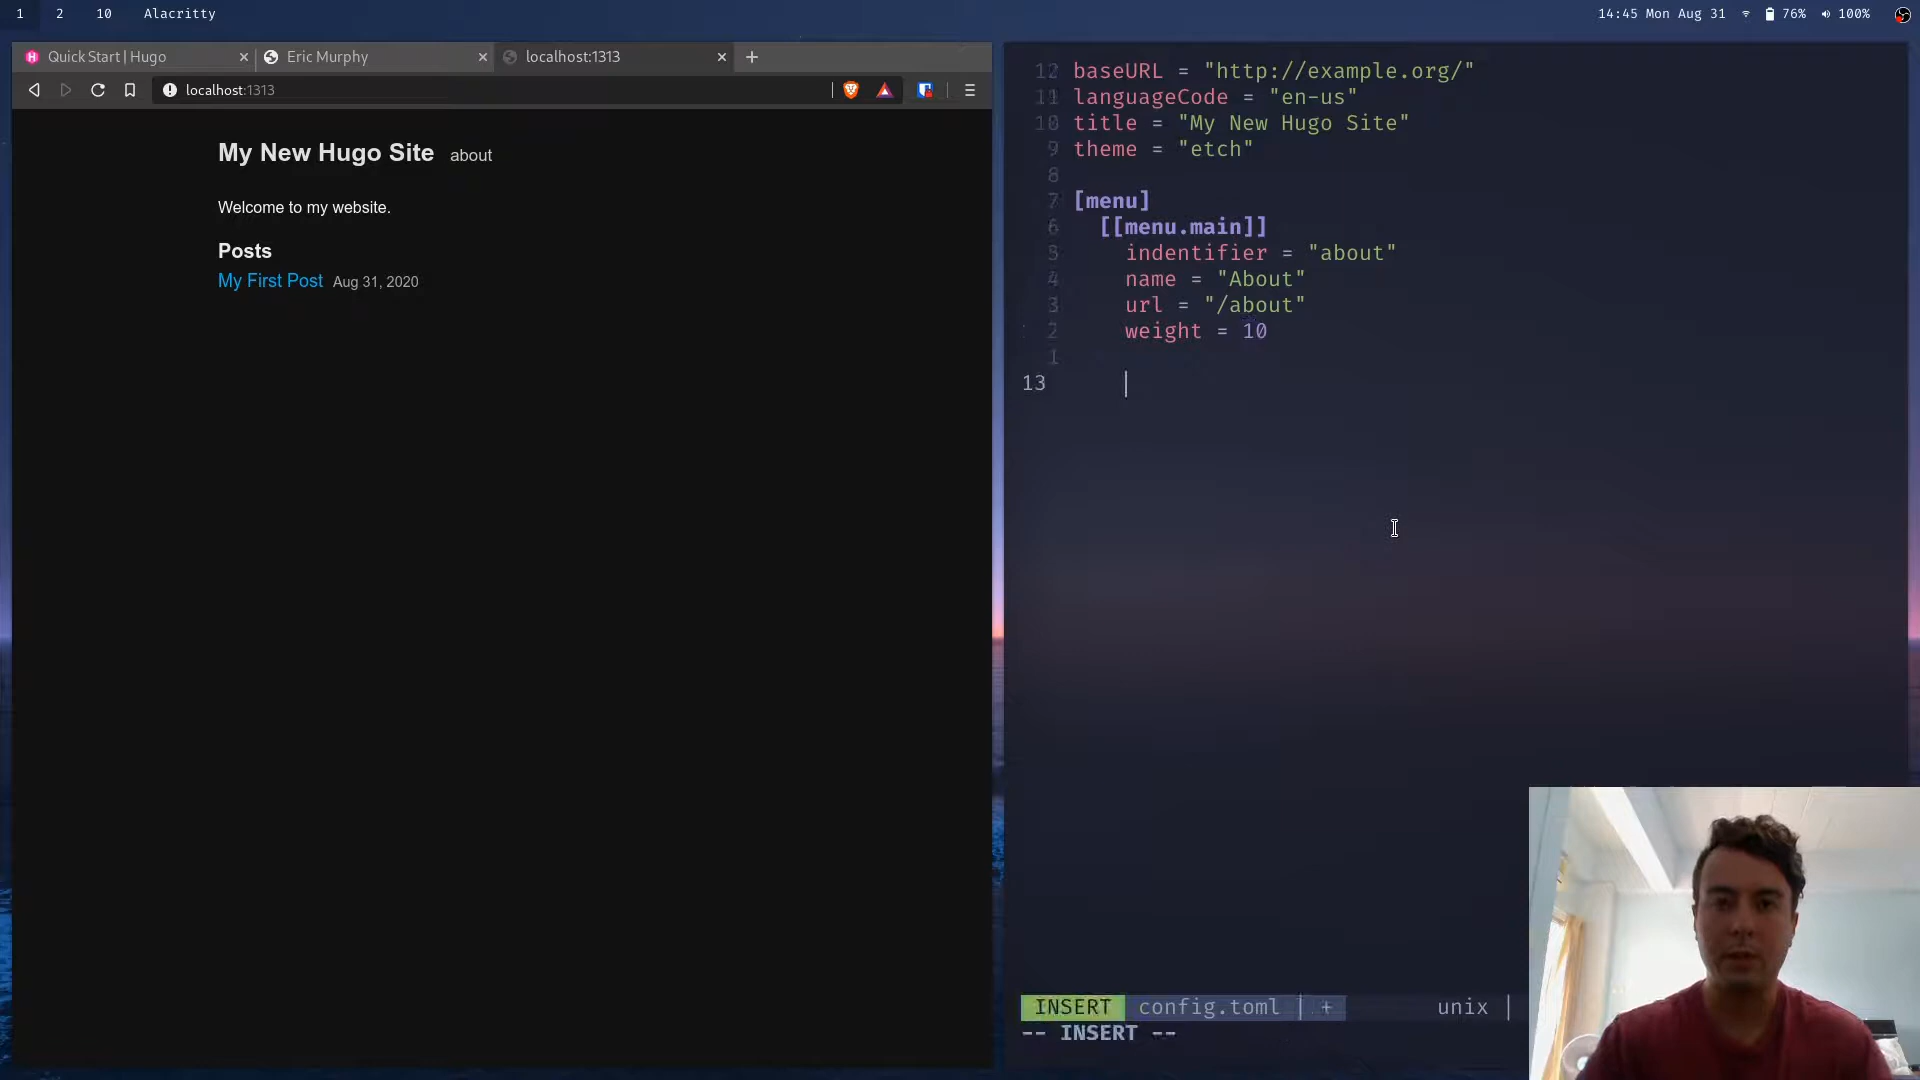 1 2 10 Alacritty 14:45 Mon Aug 31 76% 100%
Quick Start | Hugo Eric Murphy localhost:1313
localhost:1313
My New Hugo Site about
Welcome to my website.
Posts
My First Post Aug 31, 2020
12 baseURL = "http://example.org/"
11 languageCode = "en-us"
10 title = "My New Hugo Site"
9 theme = "etch"
8
7 [menu]
6 [[menu.main]]
5 indentifier = "about"
4 name = "About"
3 url = "/about"
2 weight = 10
1
13
INSERT config.toml | + unix |
-- INSERT --